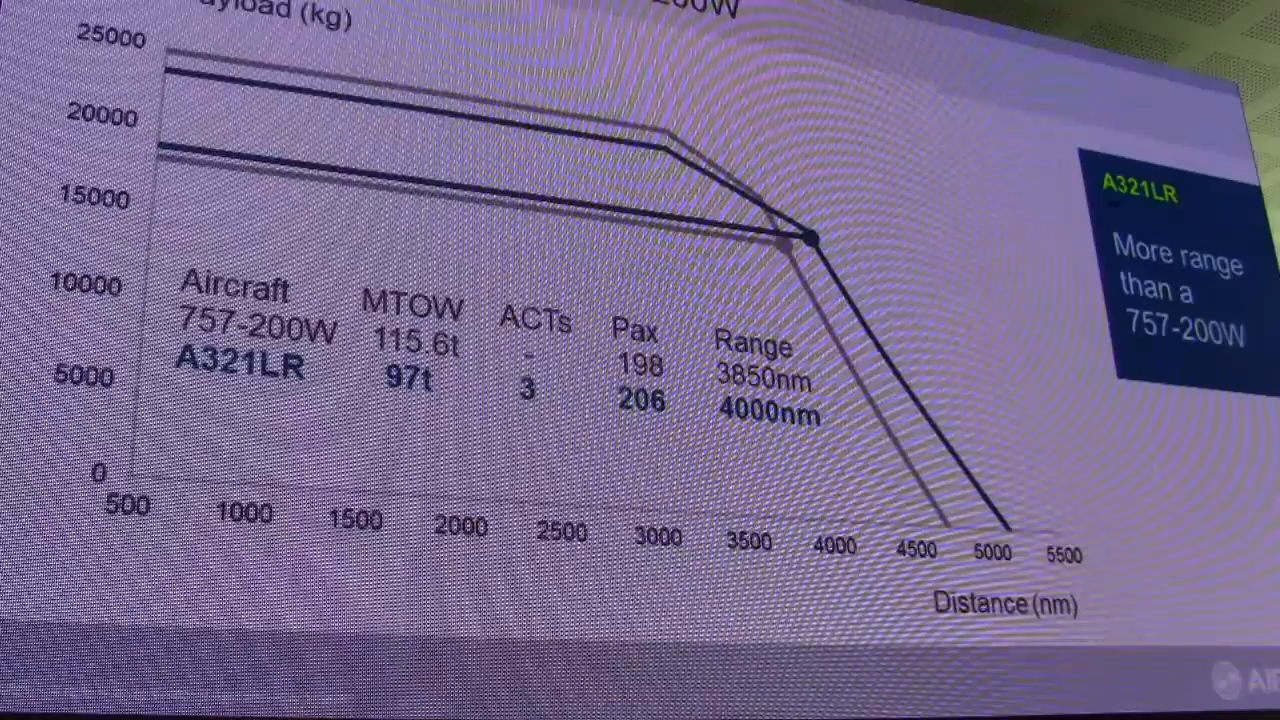 (kg)
25000
20000
15000
10000
5000
0
500 1000 1500 2000 2500 3000 3500 4000 4500 5000 5500
Distance (nm)
Aircraft MTOW ACTs Pax Range
757-200W 115.6t - 198 3850nm
A321LR 97t 3 206 4000nm
A321LR
More range
than a
757-200W